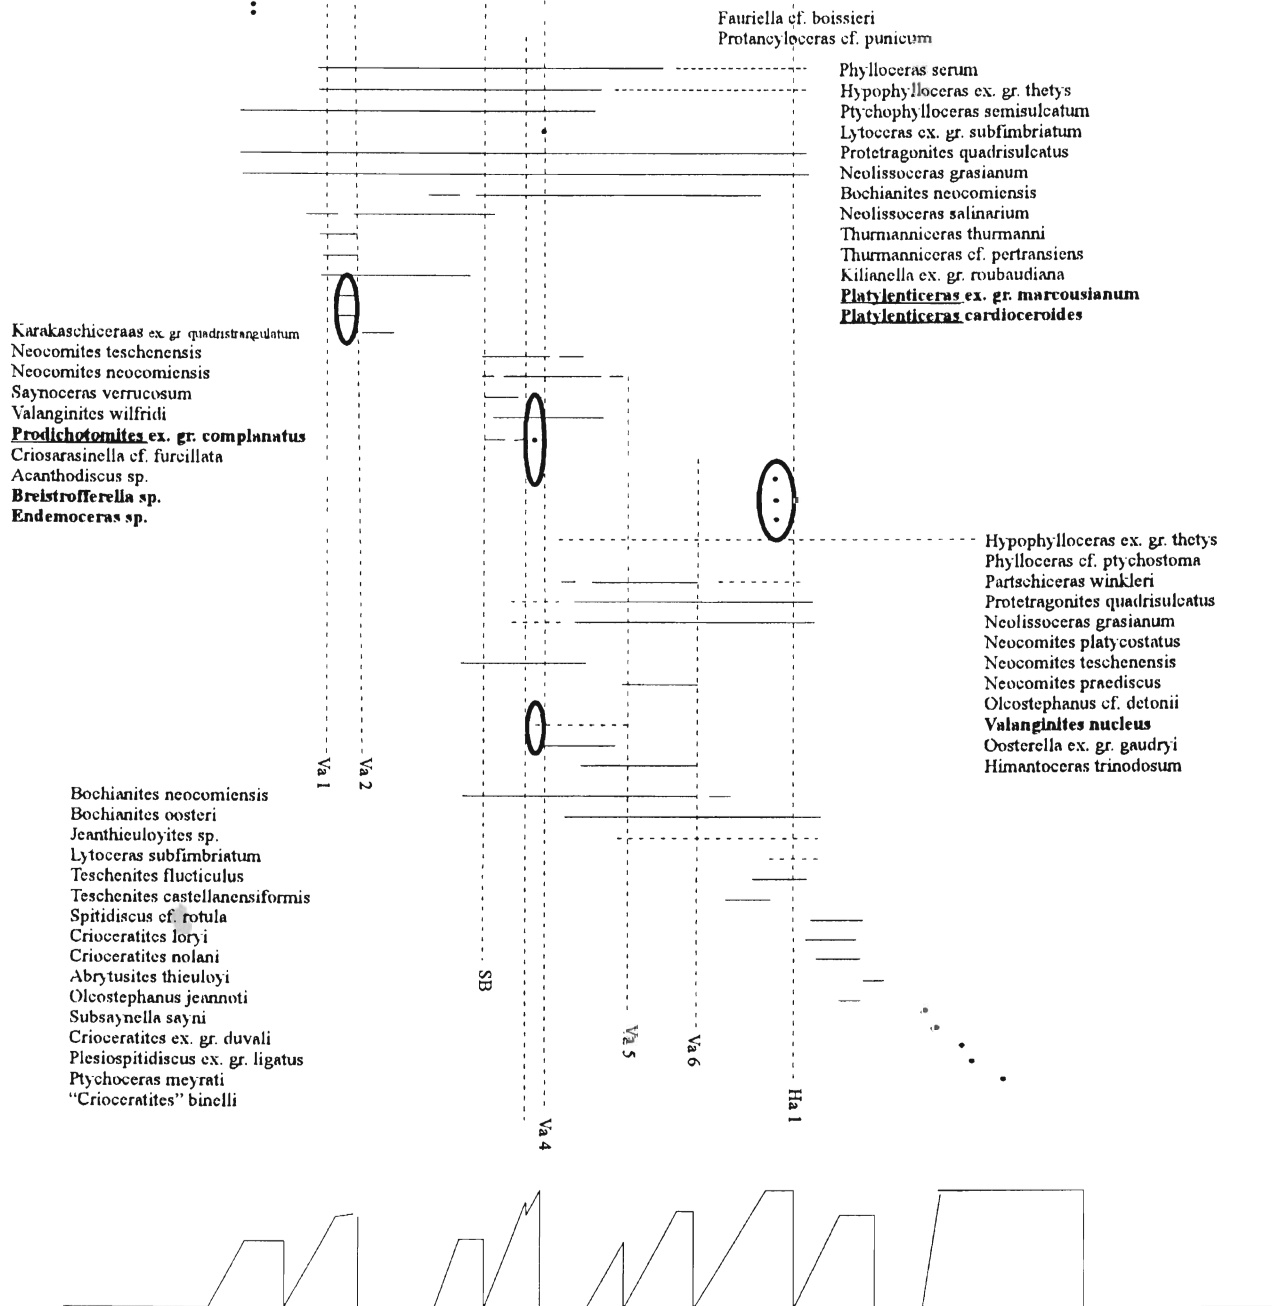 Fauriella cf. boissieri
Protancyloceras cf. punicum
Phylloceras serum
Hypophylloceras ex. gr. thetys
Ptychophylloceras semisulcatum
Lytoceras ex. gr. subfimbriatum
Protetragonites quadrisulcatus
Neolissoceras grasianum
Bochianites neocomiensis
Neolissoceras salinarium
Thurmanniceras thurmanni
Thurmanniceras cf. pertransiens
Kilianella ex. gr. roubaudiana
Platylenticeras ex. gr. marcousianum
Platylenticeras cardioceroides
Karakaschiceraas ex. gr quadristrangulatum
Neocomites teschenensis
Neocomites neocomiensis
Saynoceras verrucosum
Valanginites wilfridi
Prodichotomites ex. gr. complanatus
Criosarasinella cf. furcillata
Acanthodiscus sp.
Breistrofferella sp.
Endemoceras sp.
Hypophylloceras ex. gr. thetys
Phylloceras cf. ptychostoma
Partschiceras winkleri
Protetragonites quadrisulcatus
Neolissoceras grasianum
Neocomites platycostatus
Neocomites teschenensis
Neocomites praediscus
Olcostephanus cf. detonii
Valanginites nucleus
Oosterella ex. gr. gaudryi
Himantoceras trinodosum
Va 1
Va 2
Bochianites neocomiensis
Bochianites oosteri
Jeanthieuloyites sp.
Lytoceras subfimbriatum
Teschenites flucticulus
Teschenites castellanensiformis
Spitidiscus cf. rotula
Crioceratites loryi
Crioceratites nolani
Abrytusites thieuloyi
Olcostephanus jeannoti
Subsaynella sayni
Crioceratites ex. gr. duvali
Plesiospitidiscus ex. gr. ligatus
Ptychoceras meyrati
"Crioceratites" binelli
SB
Va 5
Va 6
Ha 1
Va 4